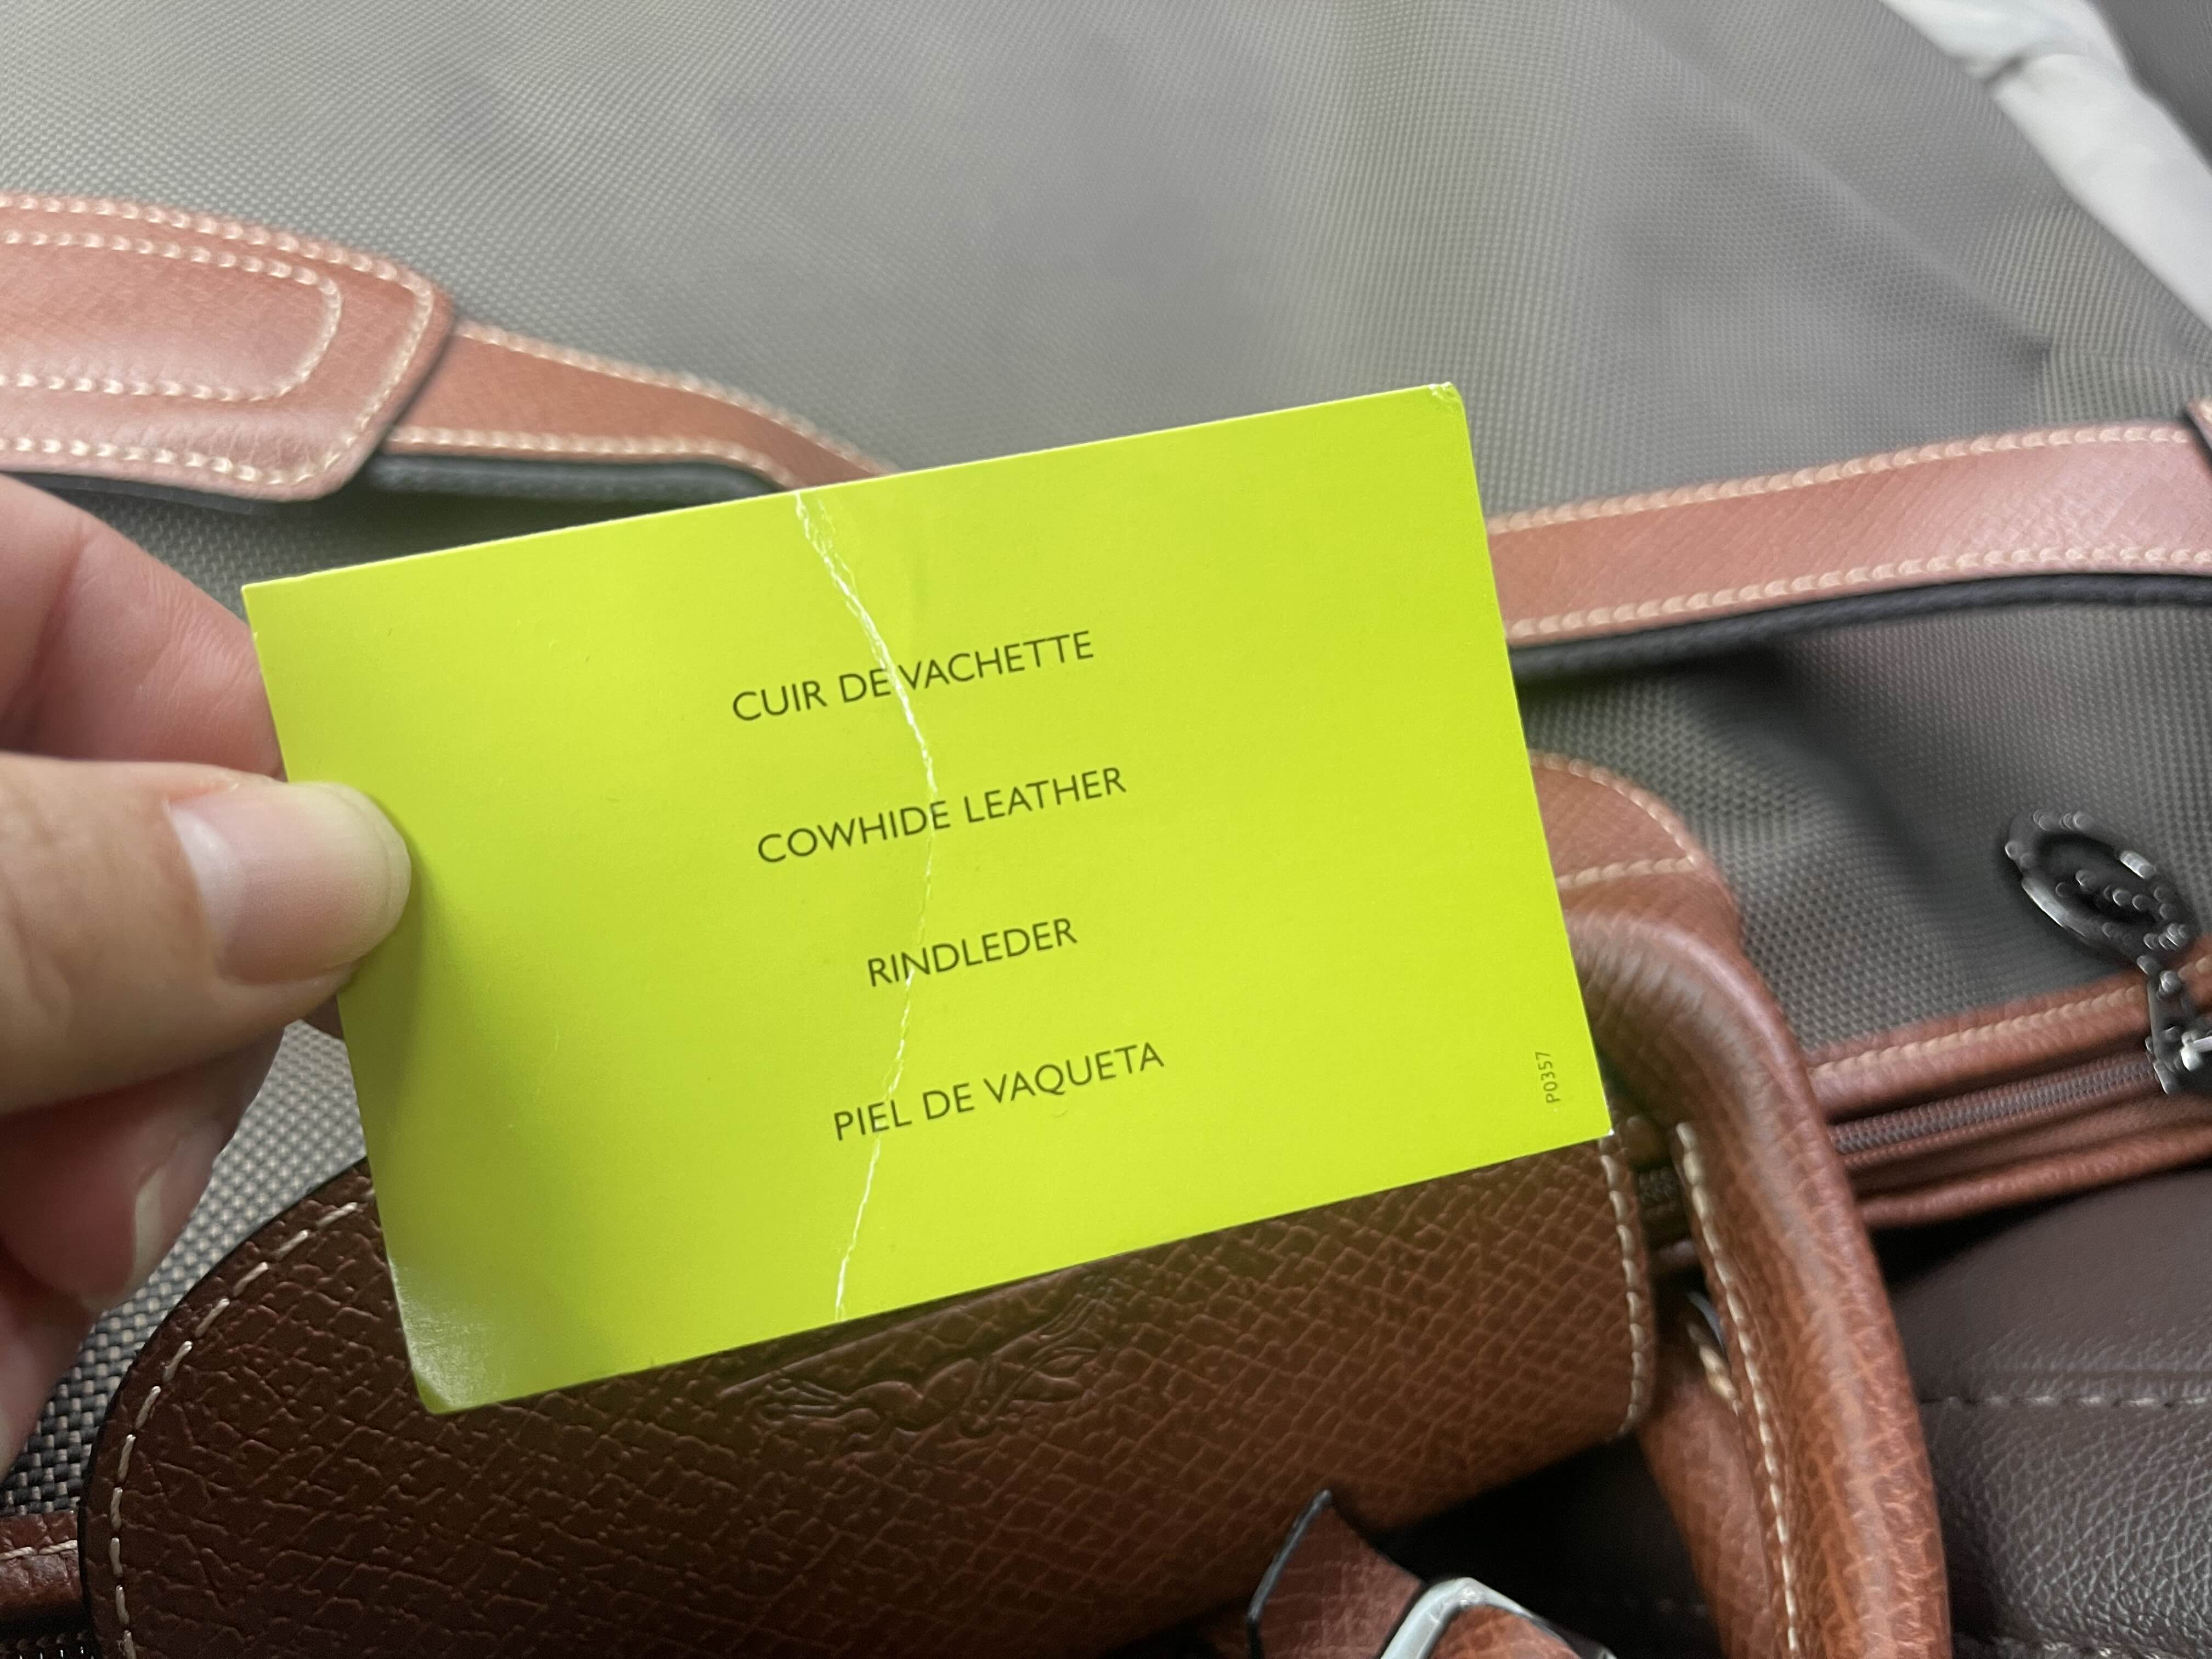 CUIR DE VACHETTE
COWHIDE LEATHER
RINDLEDER
PIEL DE VAQUETA
P0357